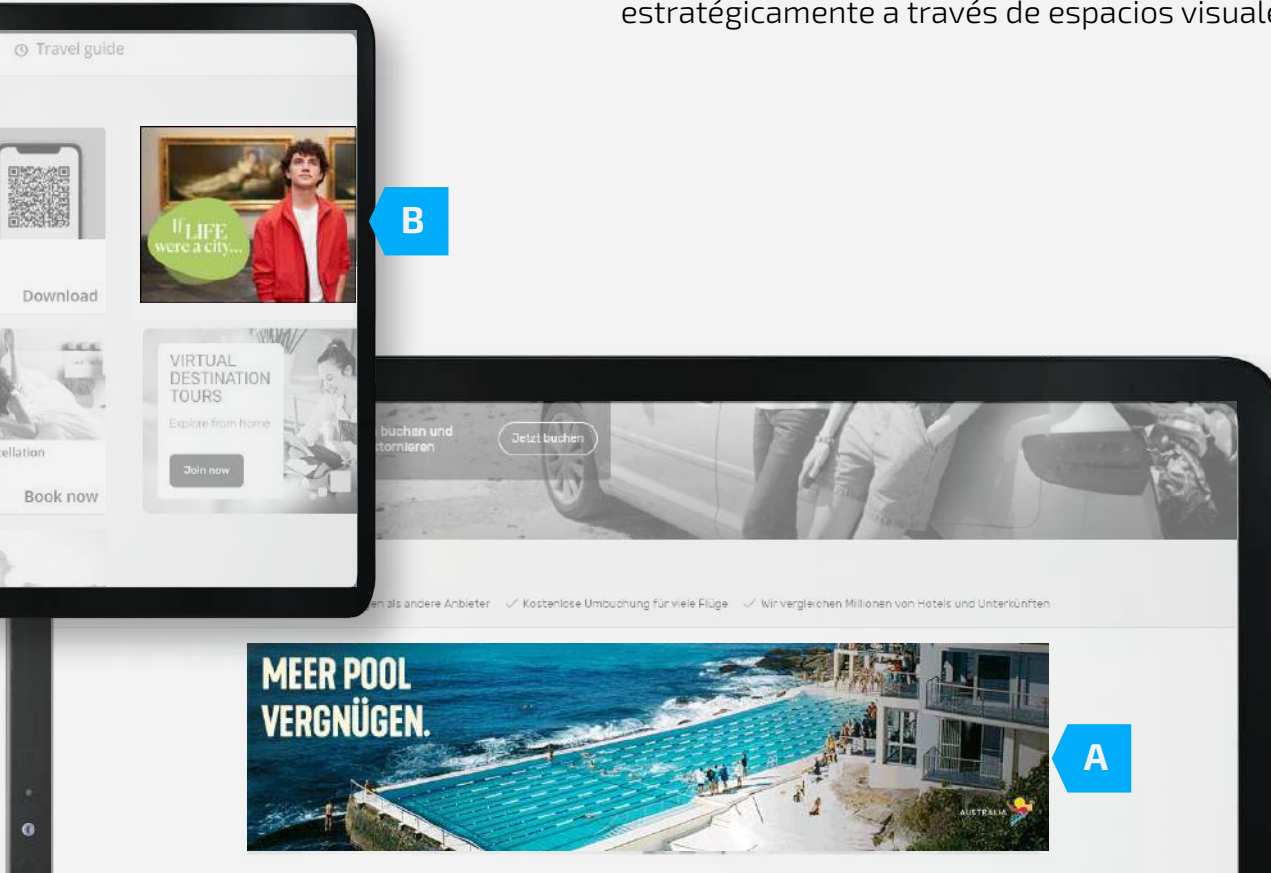 estratégicamente a través de espacios visuale
Travel guide
If LIFE
were a city...
B
Download
VIRTUAL
DESTINATION
TOURS
Explore from home
Join now
Book now
buchen und
stornieren
Jetzt buchen
en als andere Anbieter ✓ Kostenlose Umbuchung für viele Flüge ✓ Wir vergleichen Millionen von Hotels und Unterkünften
MEER POOL
VERGNÜGEN.
A
AUSTRALIA